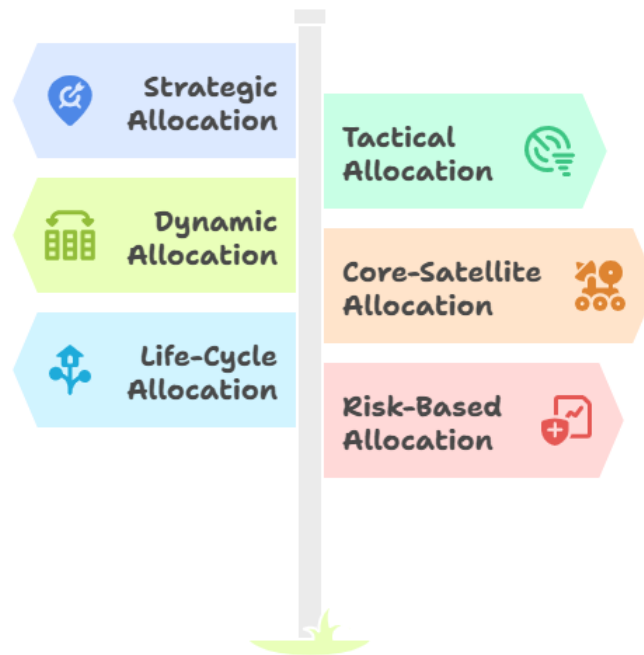 Strategic
Allocation
Tactical
Allocation
Dynamic
Allocation
Core-Satellite
Allocation
Life-Cycle
Allocation
Risk-Based
Allocation